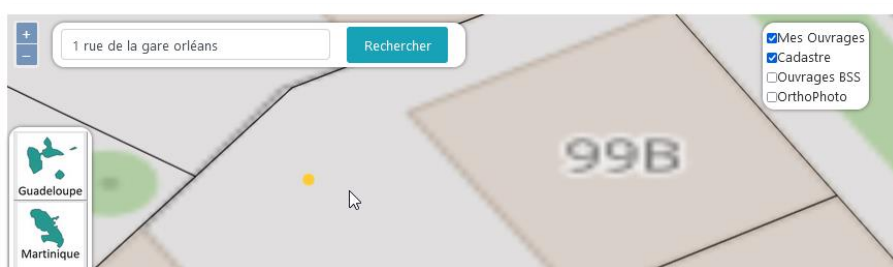 +
1 rue de la gare orléans
Rechercher
−
Mes Ouvrages
Cadastre
Ouvrages BSS
OrthoPhoto
99B
Guadeloupe
Martinique